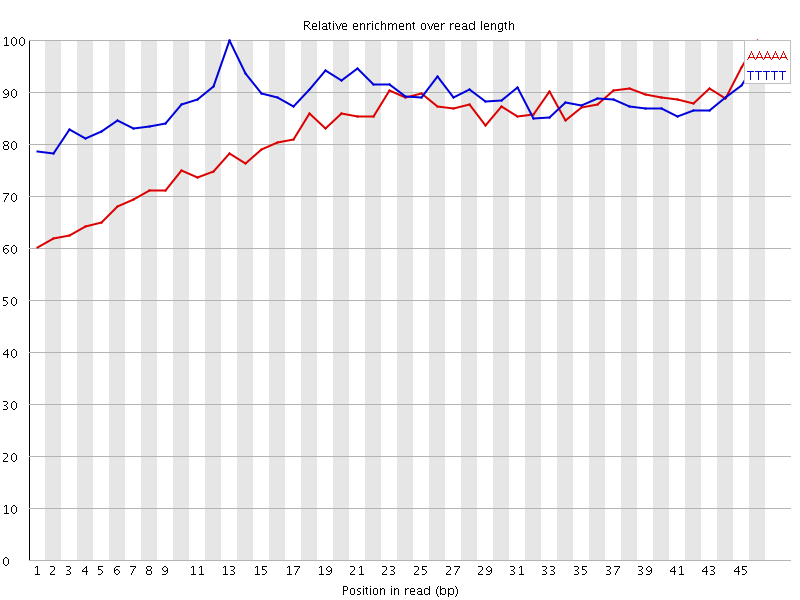 Relative enrichment over read length
100
90
80
70
60
50
40
30
20
10
0
AAAAA
TTTTT
1 2 3 4 5 6 7 8 9 11 13 15 17 19 21 23 25 27 29 31 33 35 37 39 41 43 45
Position in read (bp)